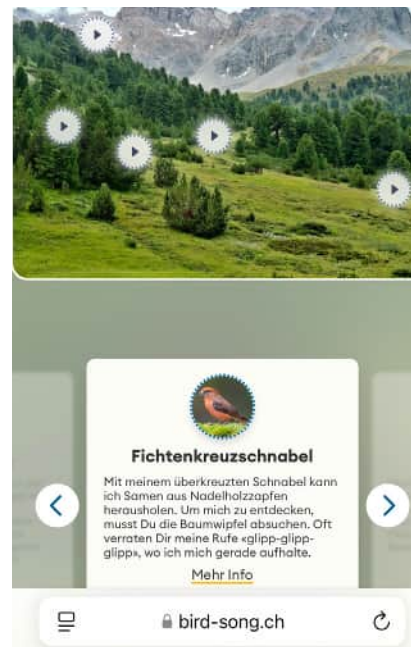 Fichtenkreuzschnabel
Mit meinem überkreuzten Schnabel kann
ich Samen aus Nadelholzzapfen
herausholen. Um mich zu entdecken,
musst Du die Baumwipfel absuchen. Oft
verraten Dir meine Rufe «glipp-glipp-
glipp», wo ich mich gerade aufhalte.
Mehr Info
bird-song.ch